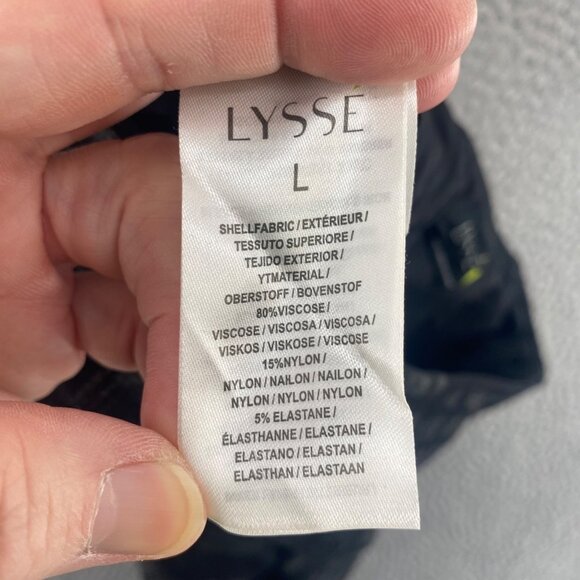 LYSSÉ
L
SHELLFABRIC / EXTÉRIEUR /
TESSUTO SUPERIORE /
TEJIDO EXTERIOR /
YTMATERIAL /
OBERSTOFF / BOVENSTOF
80%VISCOSE /
VISCOSE / VISCOSA / VISCOSA /
VISKOS / VISKOSE / VISCOSE
15%NYLON /
NYLON / NAILON / NAILON /
NYLON / NYLON / NYLON
5% ELASTANE /
ÉLASTHANNE / ELASTANE /
ELASTANO / ELASTAN /
ELASTHAN / ELASTAAN